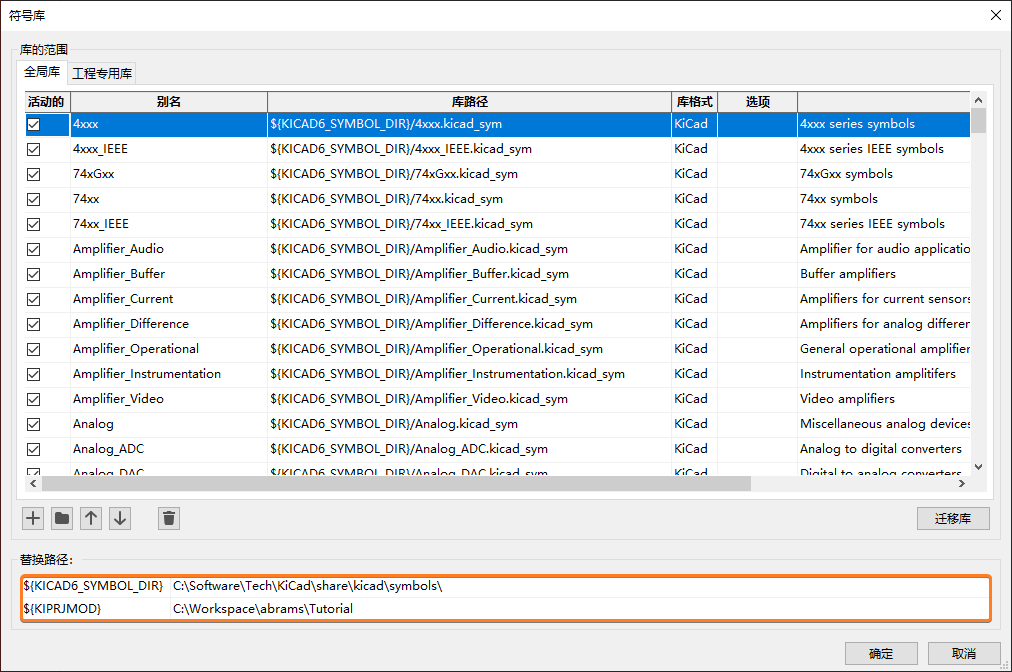 符号库
库的范围
全局库 工程专用库
活动的 别名 库路径 库格式 选项
4xxx ${KICAD6_SYMBOL_DIR}/4xxx.kicad_sym KiCad 4xxx series symbols
4xxx_IEEE ${KICAD6_SYMBOL_DIR}/4xxx_IEEE.kicad_sym KiCad 4xxx series IEEE symbols
74xGxx ${KICAD6_SYMBOL_DIR}/74xGxx.kicad_sym KiCad 74xGxx symbols
74xx ${KICAD6_SYMBOL_DIR}/74xx.kicad_sym KiCad 74xx symbols
74xx_IEEE ${KICAD6_SYMBOL_DIR}/74xx_IEEE.kicad_sym KiCad 74xx series IEEE symbols
Amplifier_Audio ${KICAD6_SYMBOL_DIR}/Amplifier_Audio.kicad_sym KiCad Amplifier for audio applicatio
Amplifier_Buffer ${KICAD6_SYMBOL_DIR}/Amplifier_Buffer.kicad_sym KiCad Buffer amplifiers
Amplifier_Current ${KICAD6_SYMBOL_DIR}/Amplifier_Current.kicad_sym KiCad Amplifiers for current sensors
Amplifier_Difference ${KICAD6_SYMBOL_DIR}/Amplifier_Difference.kicad_sym KiCad Amplifiers for analog differen
Amplifier_Operational ${KICAD6_SYMBOL_DIR}/Amplifier_Operational.kicad_sym KiCad General operational amplifier
Amplifier_Instrumentation ${KICAD6_SYMBOL_DIR}/Amplifier_Instrumentation.kicad_sym KiCad Instrumentation amplitifers
Amplifier_Video ${KICAD6_SYMBOL_DIR}/Amplifier_Video.kicad_sym KiCad Video amplifiers
Analog ${KICAD6_SYMBOL_DIR}/Analog.kicad_sym KiCad Miscellaneous analog devices
Analog_ADC ${KICAD6_SYMBOL_DIR}/Analog_ADC.kicad_sym KiCad Analog to digital converters
Analog_DAC ${KICAD6_SYMBOL_DIR}/Analog_DAC.kicad_sym KiCad Digital to analog converters
迁移库
替换路径：
${KICAD6_SYMBOL_DIR} C:\Software\Tech\KiCad\share\kicad\symbols\
${KIPRJMOD} C:\Workspace\abrams\Tutorial
确定 取消